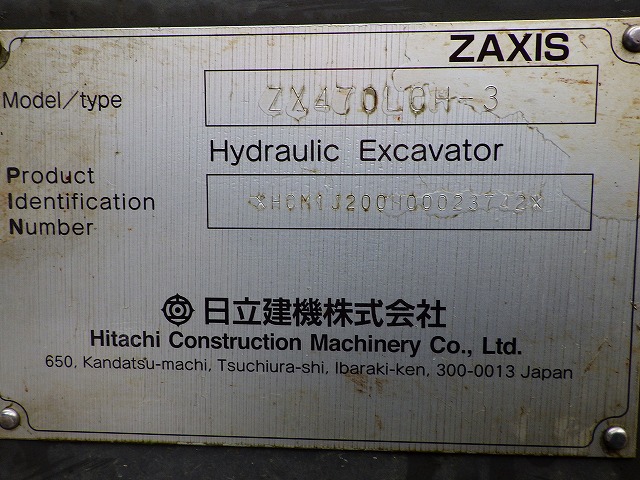 ZAXIS
Model/type ZX470LCH-3
Hydraulic Excavator
Product
Identification
Number
日立建機株式会社
Hitachi Construction Machinery Co., Ltd.
650, Kandatsu-machi, Tsuchiura-shi, Ibaraki-ken, 300-0013 Japan